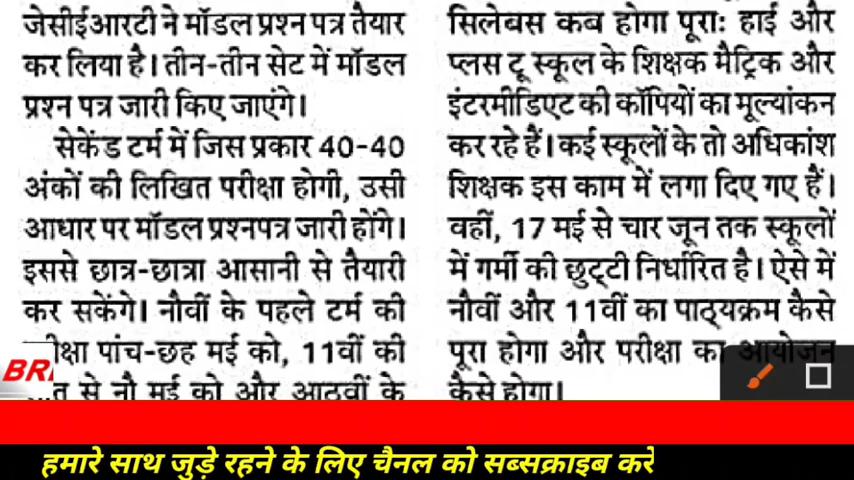 जेसीईआरटी ने मॉडल प्रश्न पत्र तैयार
कर लिया है। तीन-तीन सेट में मॉडल
प्रश्न पत्र जारी किए जाएंगे।
सेकेंड टर्म में जिस प्रकार 40-40
अंकों की लिखित परीक्षा होगी, उसी
आधार पर मॉडल प्रश्नपत्र जारी होंगे।
इससे छात्र-छात्रा आसानी से तैयारी
कर सकेंगे। नौवीं के पहले टर्म की
पांच-छह मई को, 11वीं की
से नौ मई को और आठवीं के
सिलेबस कब होगा पूराः हाई और
प्लस टू स्कूल के शिक्षक मैट्रिक और
इंटरमीडिएट की कॉपियों का मूल्यांकन
कर रहे हैं। कई स्कूलों के तो अधिकांश
शिक्षक इस काम में लगा दिए गए हैं।
वहीं, 17 मई से चार जून तक स्कूलों
में गर्मी की छुट्टी निर्धारित है। ऐसे में
नौवीं और 11वीं का पाठ्यक्रम कैसे
पूरा होगा और परीक्षा का आयोजन
कैसे होगा।
हमारे साथ जुड़े रहने के लिए चैनल को सब्सक्राइब करे